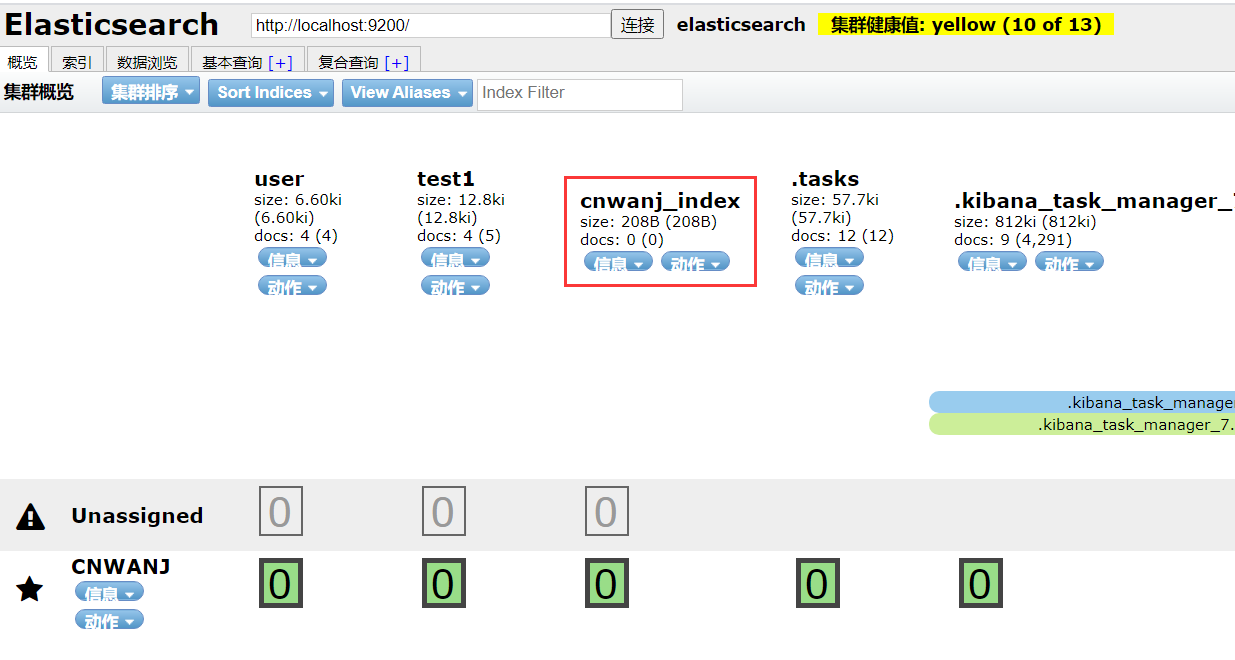 Elasticsearch http://localhost:9200/ 连接 elasticsearch 集群健康值: yellow (10 of 13)
概览 索引 数据浏览 基本查询 [+] 复合查询 [+]
集群概览 集群排序 Sort Indices View Aliases Index Filter
user
size: 6.60ki
(6.60ki)
docs: 4 (4)
信息
动作
test1
size: 12.8ki
(12.8ki)
docs: 4 (5)
信息
动作
cnwanj_index
size: 208B (208B)
docs: 0 (0)
信息 动作
.tasks
size: 57.7ki
(57.7ki)
docs: 12 (12)
信息
动作
.kibana_task_manager_
size: 812ki (812ki)
docs: 9 (4,291)
信息 动作
.kibana_task_manager
.kibana_task_manager_7.
Unassigned 0 0 0
CNWANJ 0 0 0 0 0
信息
动作